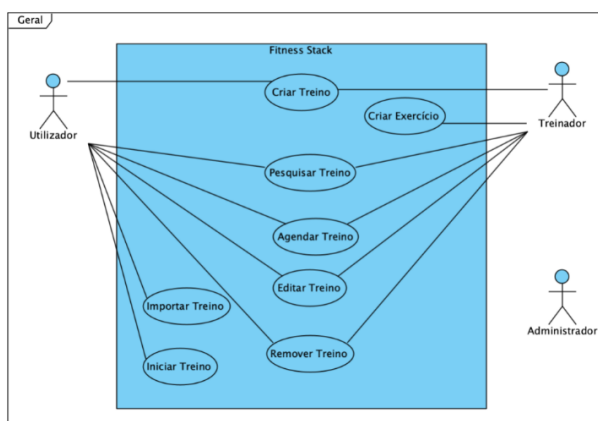 Geral
Fitness Stack
Criar Treino
Criar Exercício
Utilizador
Treinador
Pesquisar Treino
Agendar Treino
Editar Treino
Importar Treino
Administrador
Remover Treino
Iniciar Treino